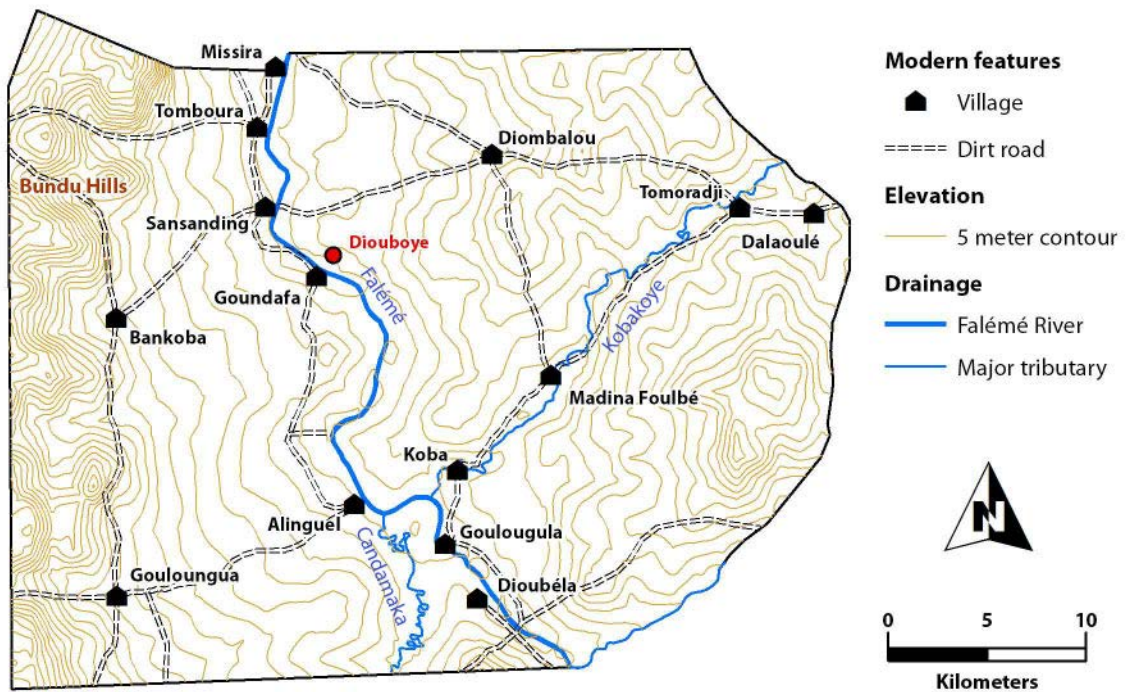 Missira
Tomboura
Diombalou
Bundu Hills
Tomoradji
Sansanding
Diouboye
Dalaoulé
Goundafa
Falémé
Bankoba
Kobakoye
Madina Foulbé
Koba
Alinguél
Goulougula
Candamaka
Gouloungua
Dioubéla
Modern features
Village
Dirt road
Elevation
5 meter contour
Drainage
Falémé River
Major tributary
N
0 5 10
Kilometers